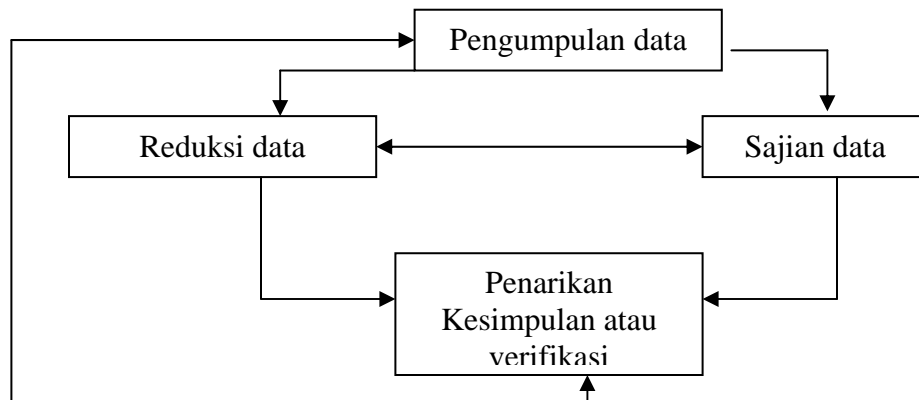 Pengumpulan data
Reduksi data
Sajian data
Penarikan
Kesimpulan atau
verifikasi